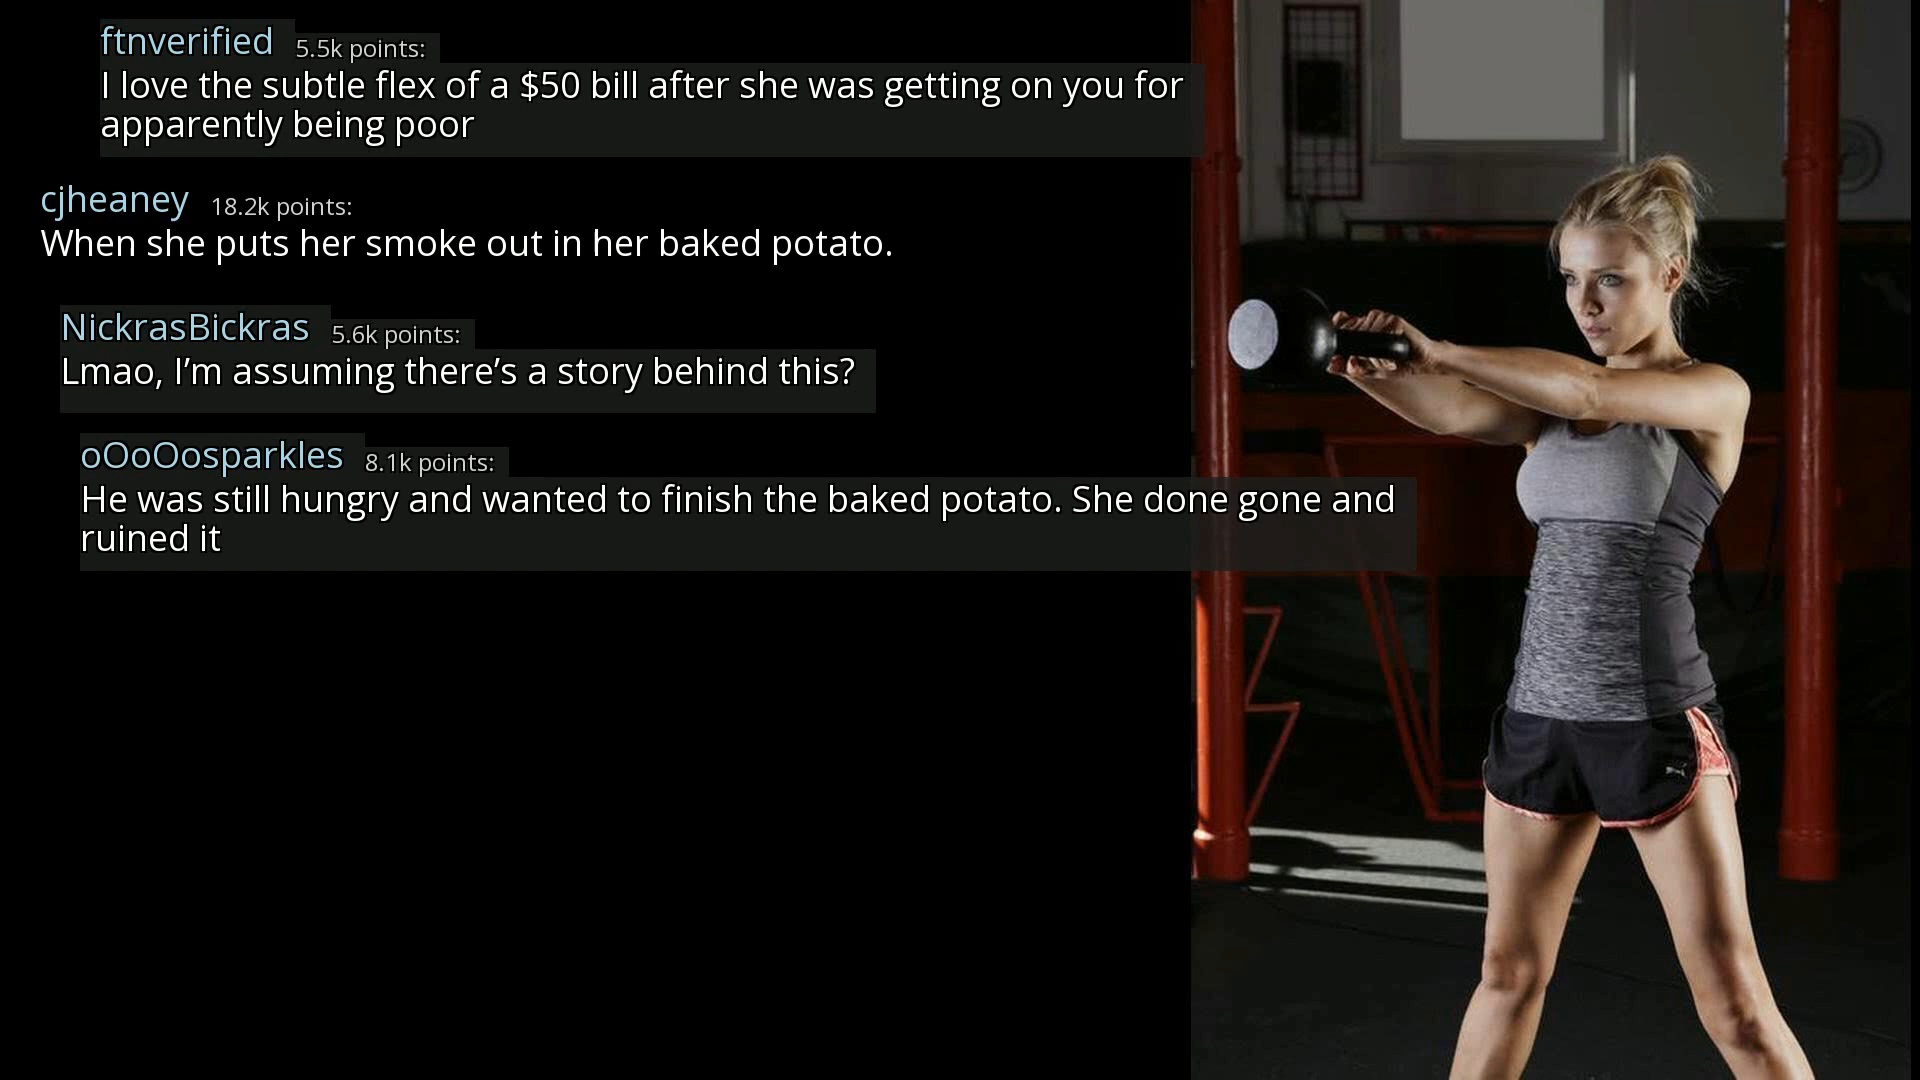 ftnverified 5.5k points:
I love the subtle flex of a $50 bill after she was getting on you for
apparently being poor
cjheaney 18.2k points:
When she puts her smoke out in her baked potato.
NickrasBickras 5.6k points:
Lmao, I’m assuming there’s a story behind this?
oOoOosparkles 8.1k points:
He was still hungry and wanted to finish the baked potato. She done gone and
ruined it